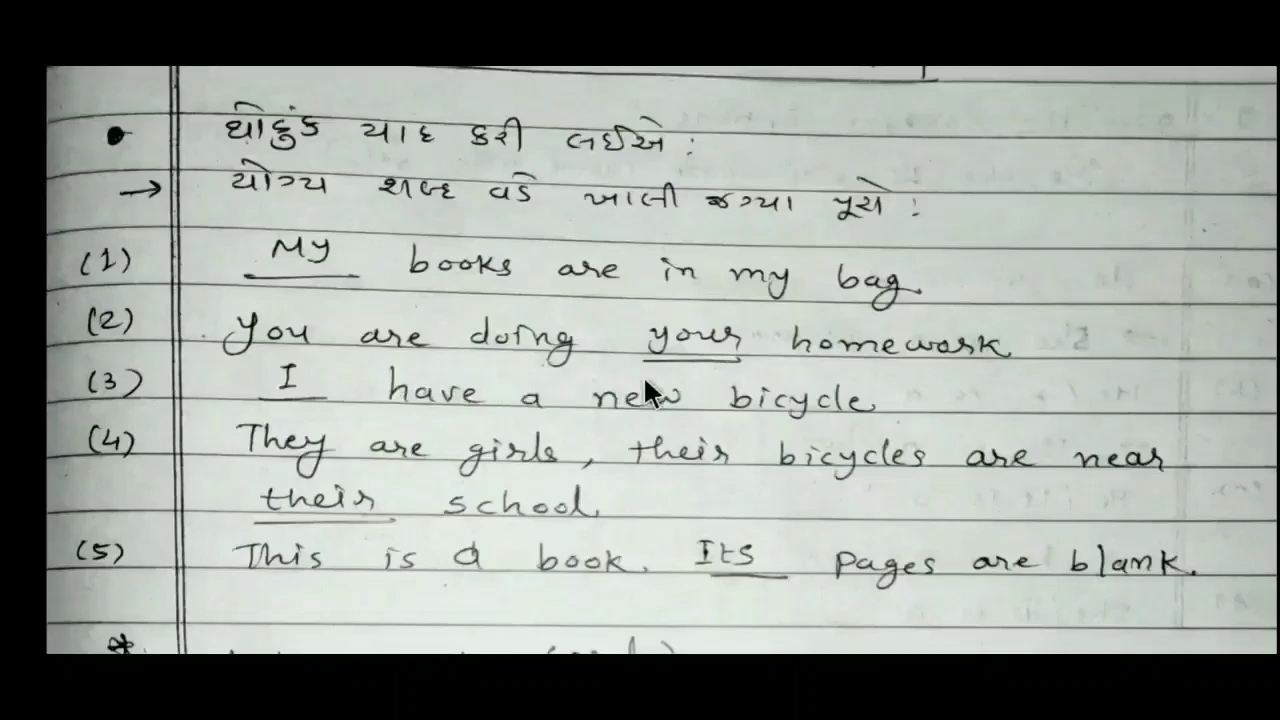 થોડુંક યાદ કરી લઈએ :
→ યોગ્ય શબ્દ વડે ખાલી જગ્યા પૂરો :
(1) My books are in my bag.
(2) You are doing your homework.
(3) I have a new bicycle.
(4) They are girls, their bicycles are near
their school.
(5) This is a book. Its pages are blank.